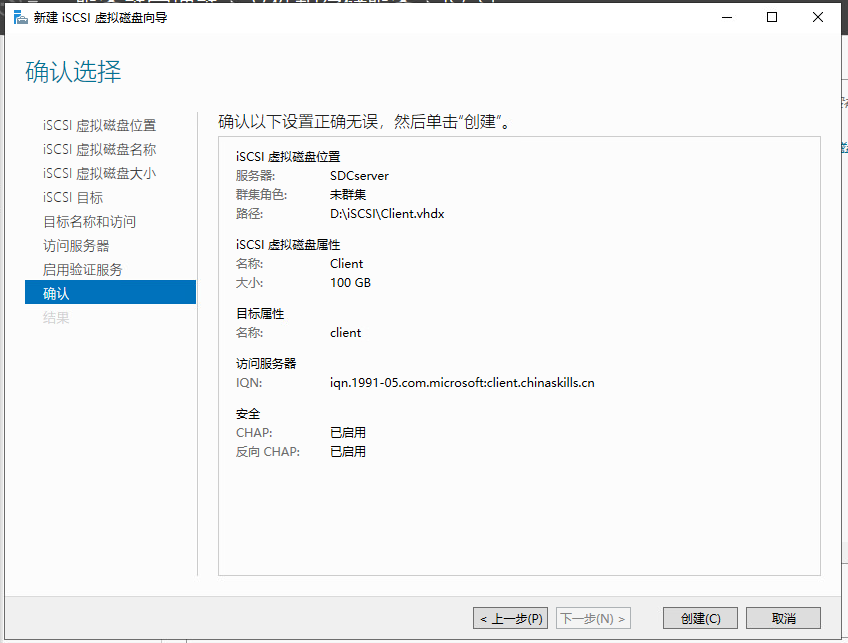 新建 iSCSI 虚拟磁盘向导
确认选择
iSCSI 虚拟磁盘位置
iSCSI 虚拟磁盘名称
iSCSI 虚拟磁盘大小
iSCSI 目标
目标名称和访问
访问服务器
启用验证服务
确认
结果
确认以下设置正确无误，然后单击“创建”。
iSCSI 虚拟磁盘位置
服务器: SDCserver
群集角色: 未群集
路径: D:\iSCSI\Client.vhdx
iSCSI 虚拟磁盘属性
名称: Client
大小: 100 GB
目标属性
名称: client
访问服务器
IQN: iqn.1991-05.com.microsoft:client.chinaskills.cn
安全
CHAP: 已启用
反向 CHAP: 已启用
< 上一步(P) 下一步(N) > 创建(C) 取消